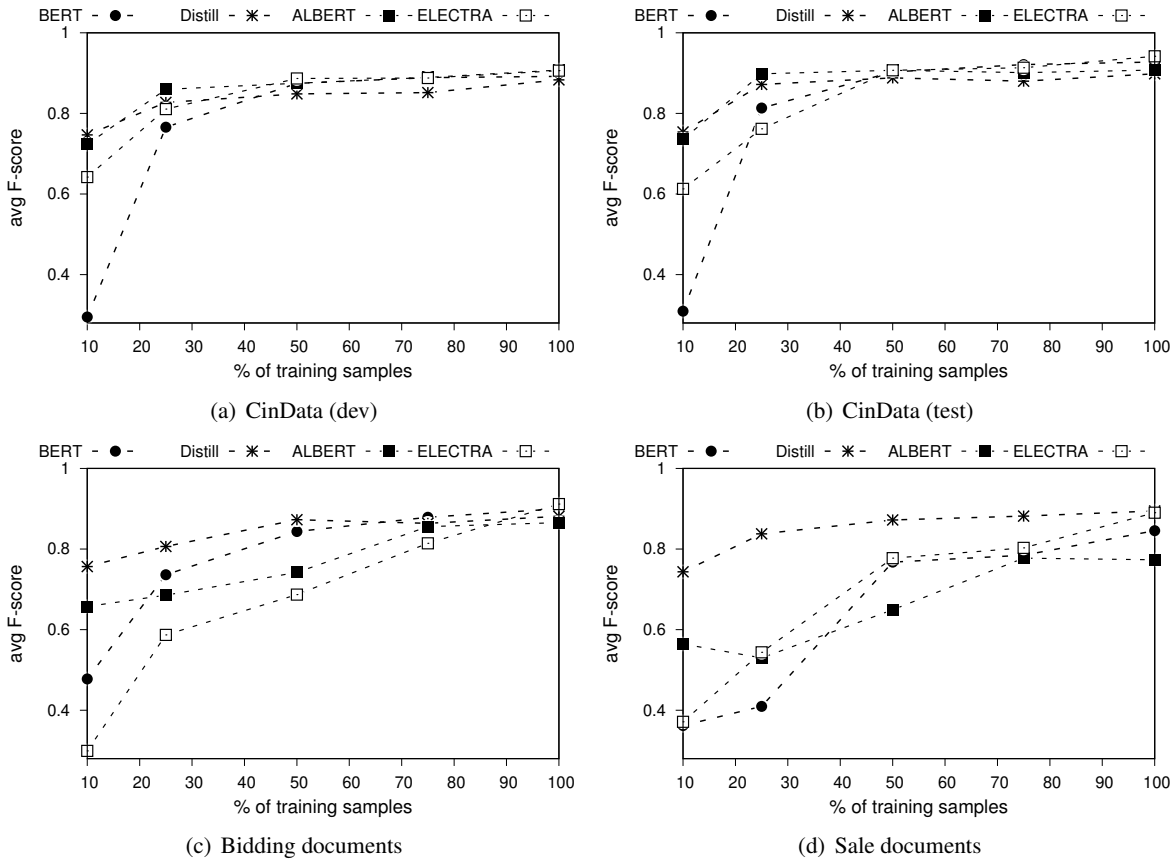 BERT Distill ALBERT ELECTRA
1
0.8
0.6
0.4
avg F-score
10 20 30 40 50 60 70 80 90 100
% of training samples
(a) CinData (dev)
BERT Distill ALBERT ELECTRA
1
0.8
0.6
0.4
avg F-score
10 20 30 40 50 60 70 80 90 100
% of training samples
(b) CinData (test)
BERT Distill ALBERT ELECTRA
1
0.8
0.6
0.4
avg F-score
10 20 30 40 50 60 70 80 90 100
% of training samples
(c) Bidding documents
BERT Distill ALBERT ELECTRA
1
0.8
0.6
0.4
avg F-score
10 20 30 40 50 60 70 80 90 100
% of training samples
(d) Sale documents